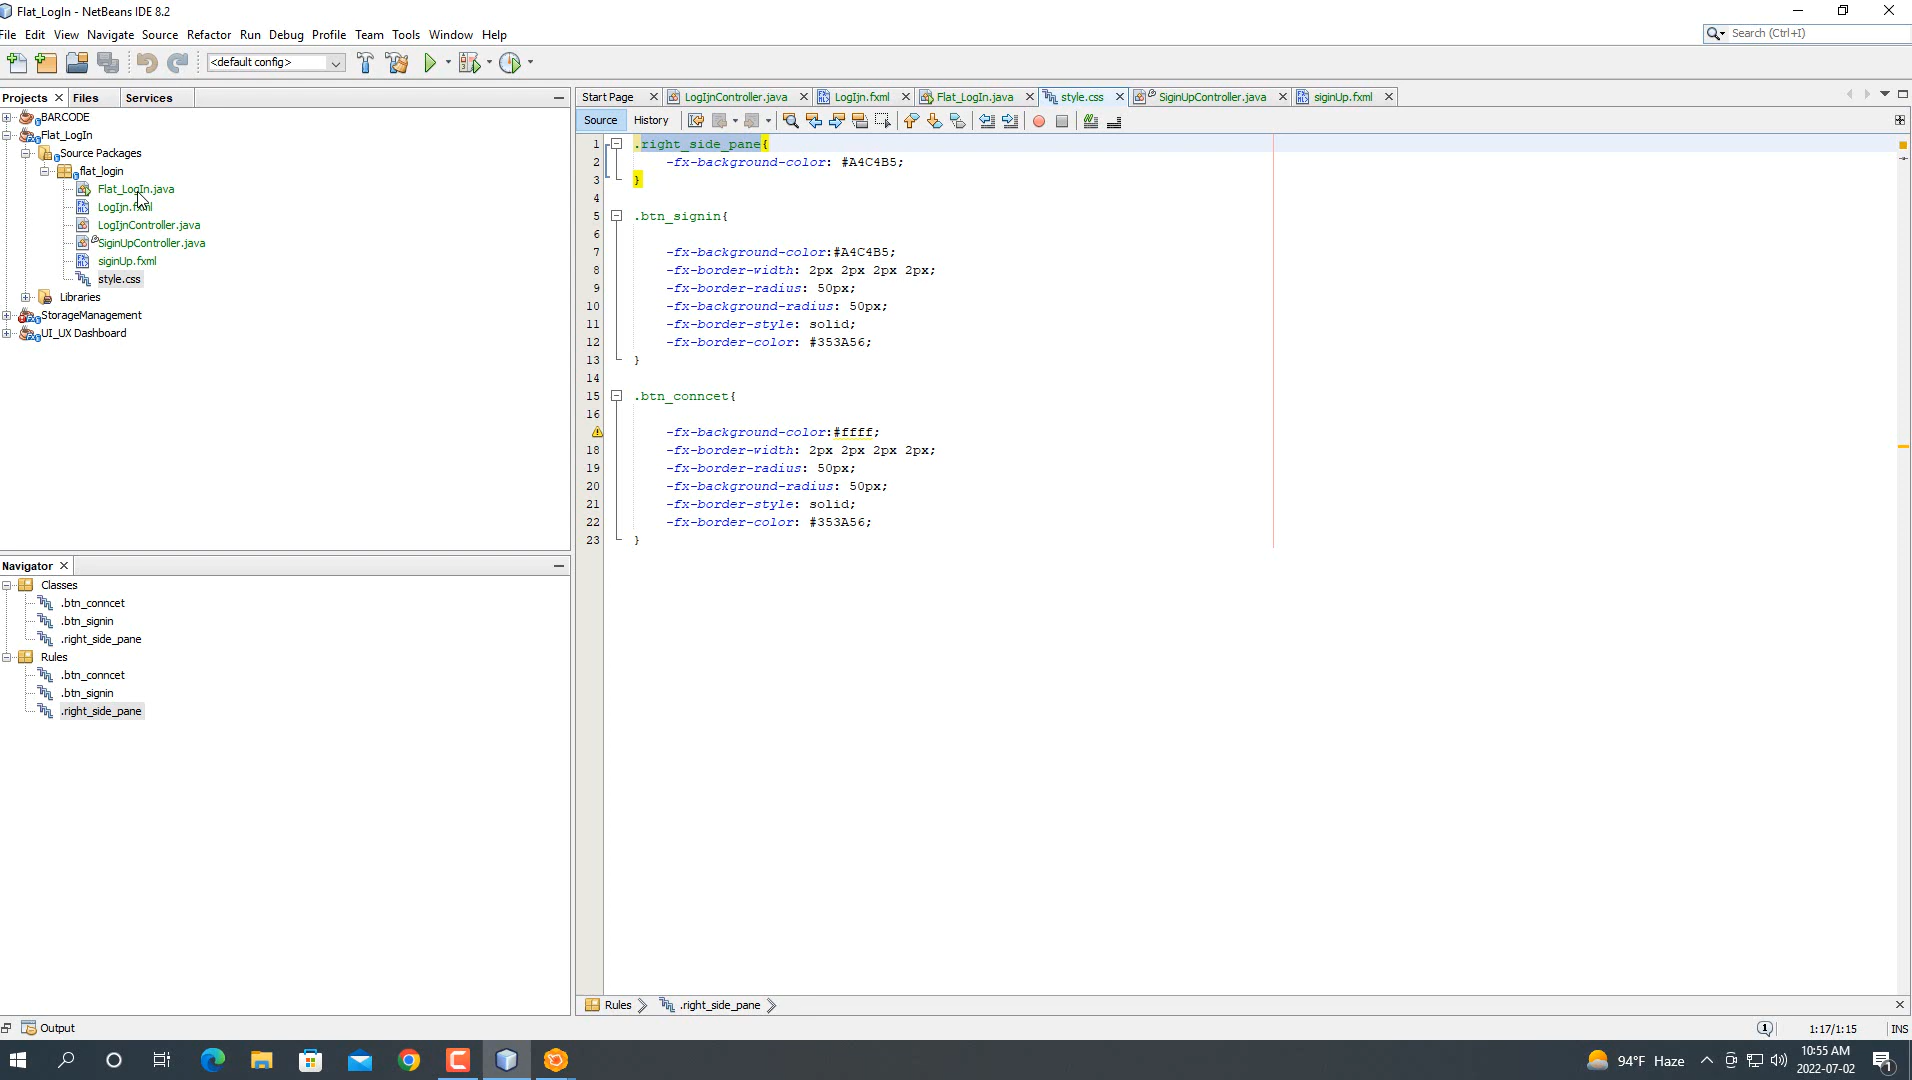 Flat_LogIn - NetBeans IDE 8.2
File Edit View Navigate Source Refactor Run Debug Profile Team Tools Window Help
Search (Ctrl+I)
<default config>
Projects Files Services
Start Page LogIjnController.java LogIjn.fxml Flat_LogIn.java style.css SiginUpController.java siginUp.fxml
Source History
BARCODE
Flat_LogIn
Source Packages
flat_login
Flat_LogIn.java
LogIjn.fxml
LogIjnController.java
SiginUpController.java
siginUp.fxml
style.css
Libraries
StorageManagement
UI_UX Dashboard
1 .right_side_pane{
2 -fx-background-color: #A4C4B5;
3 }
4
5 .btn_signin{
6
7 -fx-background-color:#A4C4B5;
8 -fx-border-width: 2px 2px 2px 2px;
9 -fx-border-radius: 50px;
10 -fx-background-radius: 50px;
11 -fx-border-style: solid;
12 -fx-border-color: #353A56;
13 }
14
15 .btn_conncet{
16
-fx-background-color:#ffff;
18 -fx-border-width: 2px 2px 2px 2px;
19 -fx-border-radius: 50px;
20 -fx-background-radius: 50px;
21 -fx-border-style: solid;
22 -fx-border-color: #353A56;
23 }
Navigator
Classes
.btn_conncet
.btn_signin
.right_side_pane
Rules
.btn_conncet
.btn_signin
.right_side_pane
Rules .right_side_pane
Output
1 1:17/1:15 INS
94°F Haze
10:55 AM
2022-07-02
1